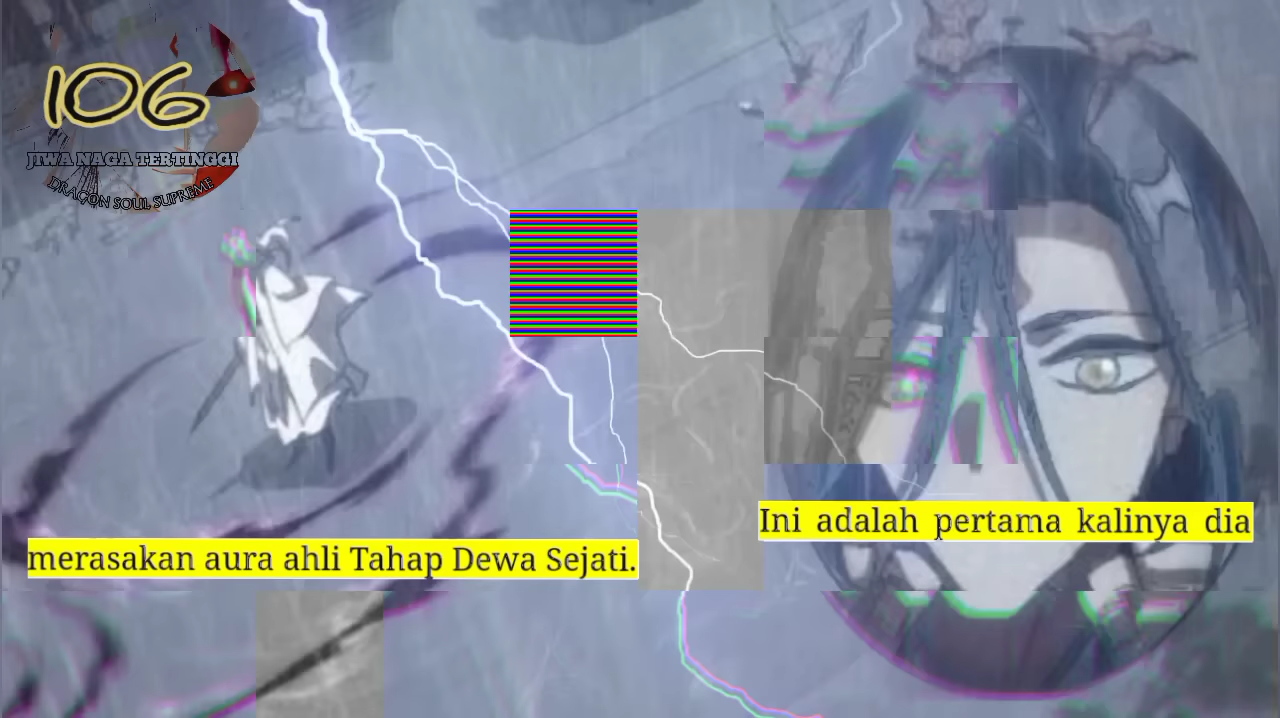 106
JIWA NAGA TERTINGGI
DRAGON SOUL SUPREME
Ini adalah pertama kalinya dia
merasakan aura ahli Tahap Dewa Sejati.